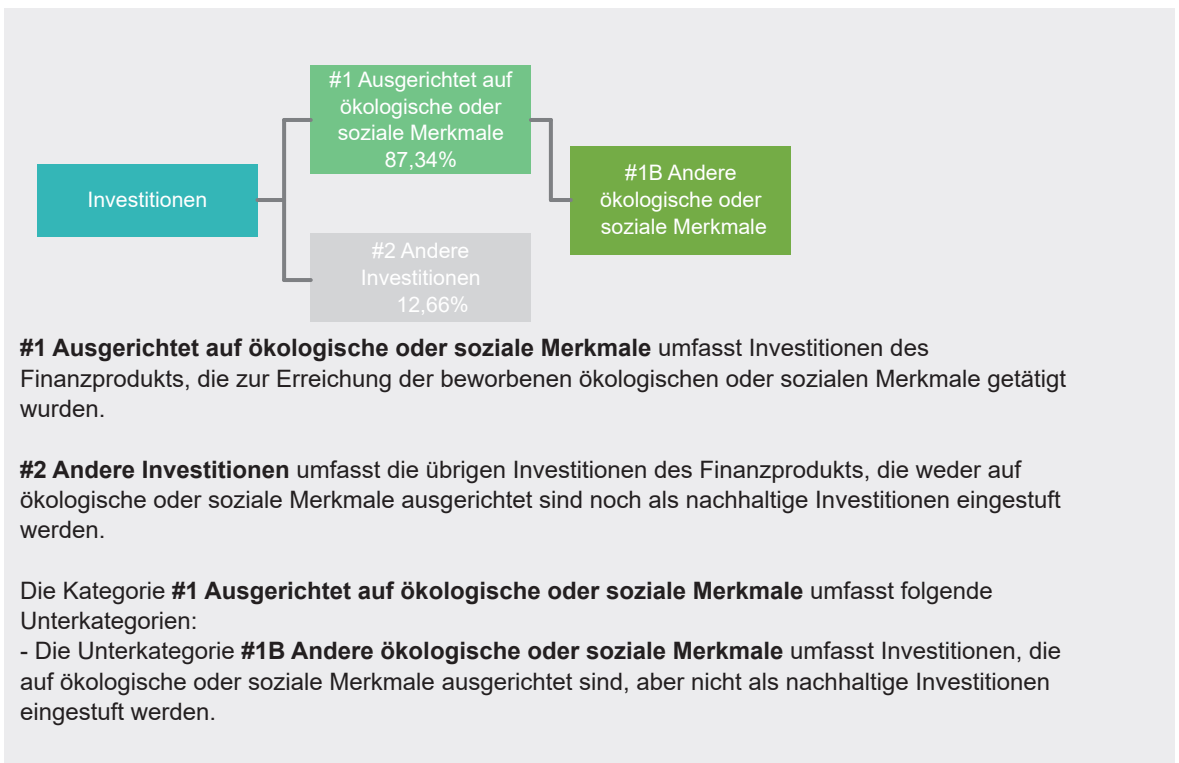 #1 Ausgerichtet auf
ökologische oder
soziale Merkmale
87,34%
Investitionen
#1B Andere
ökologische oder
soziale Merkmale
#2 Andere
Investitionen
12,66%
#1 Ausgerichtet auf ökologische oder soziale Merkmale umfasst Investitionen des
Finanzprodukts, die zur Erreichung der beworbenen ökologischen oder sozialen Merkmale getätigt
wurden.
#2 Andere Investitionen umfasst die übrigen Investitionen des Finanzprodukts, die weder auf
ökologische oder soziale Merkmale ausgerichtet sind noch als nachhaltige Investitionen eingestuft
werden.
Die Kategorie #1 Ausgerichtet auf ökologische oder soziale Merkmale umfasst folgende
Unterkategorien:
- Die Unterkategorie #1B Andere ökologische oder soziale Merkmale umfasst Investitionen, die
auf ökologische oder soziale Merkmale ausgerichtet sind, aber nicht als nachhaltige Investitionen
eingestuft werden.